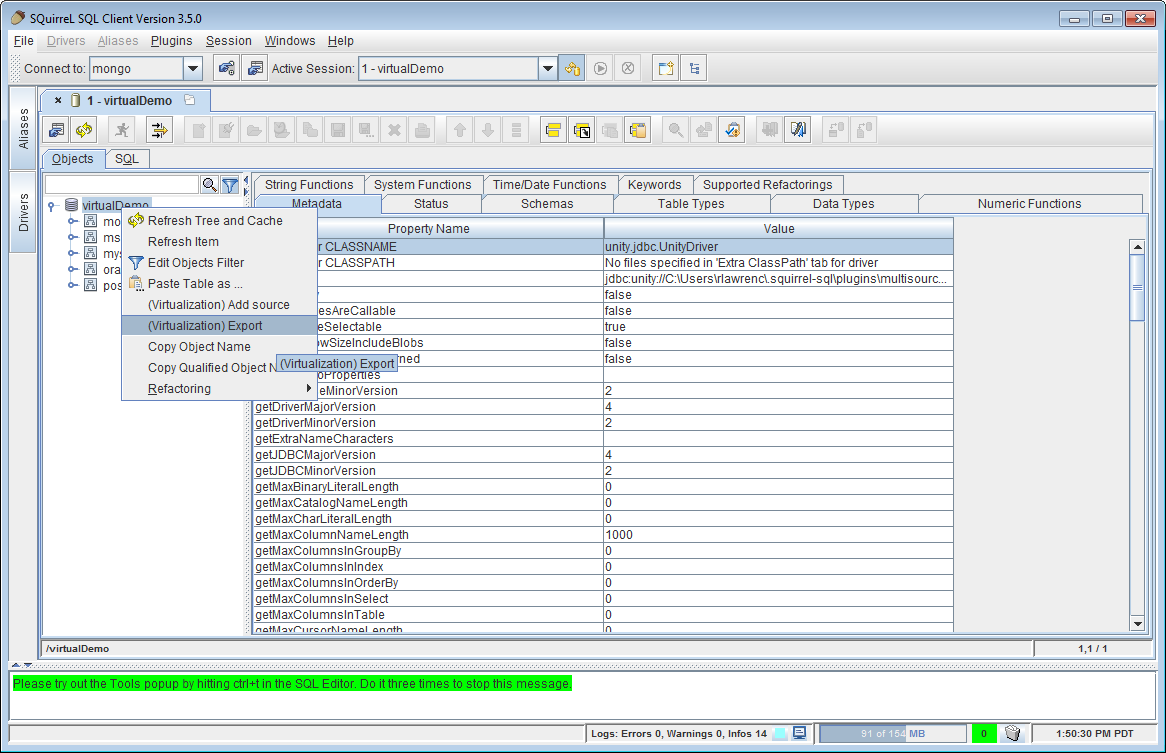 SQuirreL SQL Client Version 3.5.0
File Drivers Aliases Plugins Session Windows Help
Connect to: mongo Active Session: 1 - virtualDemo
Aliases
Drivers
1 - virtualDemo
Objects SQL
String Functions System Functions Time/Date Functions Keywords Supported Refactorings
Metadata Status Schemas Table Types Data Types Numeric Functions
virtualDemo
Refresh Tree and Cache
Refresh Item
Edit Objects Filter
Paste Table as ...
(Virtualization) Add source
(Virtualization) Export
Copy Object Name
Copy Qualified Object N
Refactoring
(Virtualization) Export
Property Name Value
CLASSNAME unity.jdbc.UnityDriver
CLASSPATH No files specified in 'Extra ClassPath' tab for driver
jdbc:unity://C:\Users\rlawrenc\.squirrel-sql\plugins\multisourc...
false
esAreCallable false
eSelectable true
owSizeIncludeBlobs false
rned false
oProperties
eMinorVersion 2
getDriverMajorVersion 4
getDriverMinorVersion 2
getExtraNameCharacters
getJDBCMajorVersion 4
getJDBCMinorVersion 2
getMaxBinaryLiteralLength 0
getMaxCatalogNameLength 0
getMaxCharLiteralLength 0
getMaxColumnNameLength 1000
getMaxColumnsInGroupBy 0
getMaxColumnsInIndex 0
getMaxColumnsInOrderBy 0
getMaxColumnsInSelect 0
getMaxColumnsInTable 0
getMaxCursorNameLength 0
/virtualDemo 1,1 / 1
Please try out the Tools popup by hitting ctrl+t in the SQL Editor. Do it three times to stop this message.
Logs: Errors 0, Warnings 0, Infos 14 91 of 154 MB 0 1:50:30 PM PDT